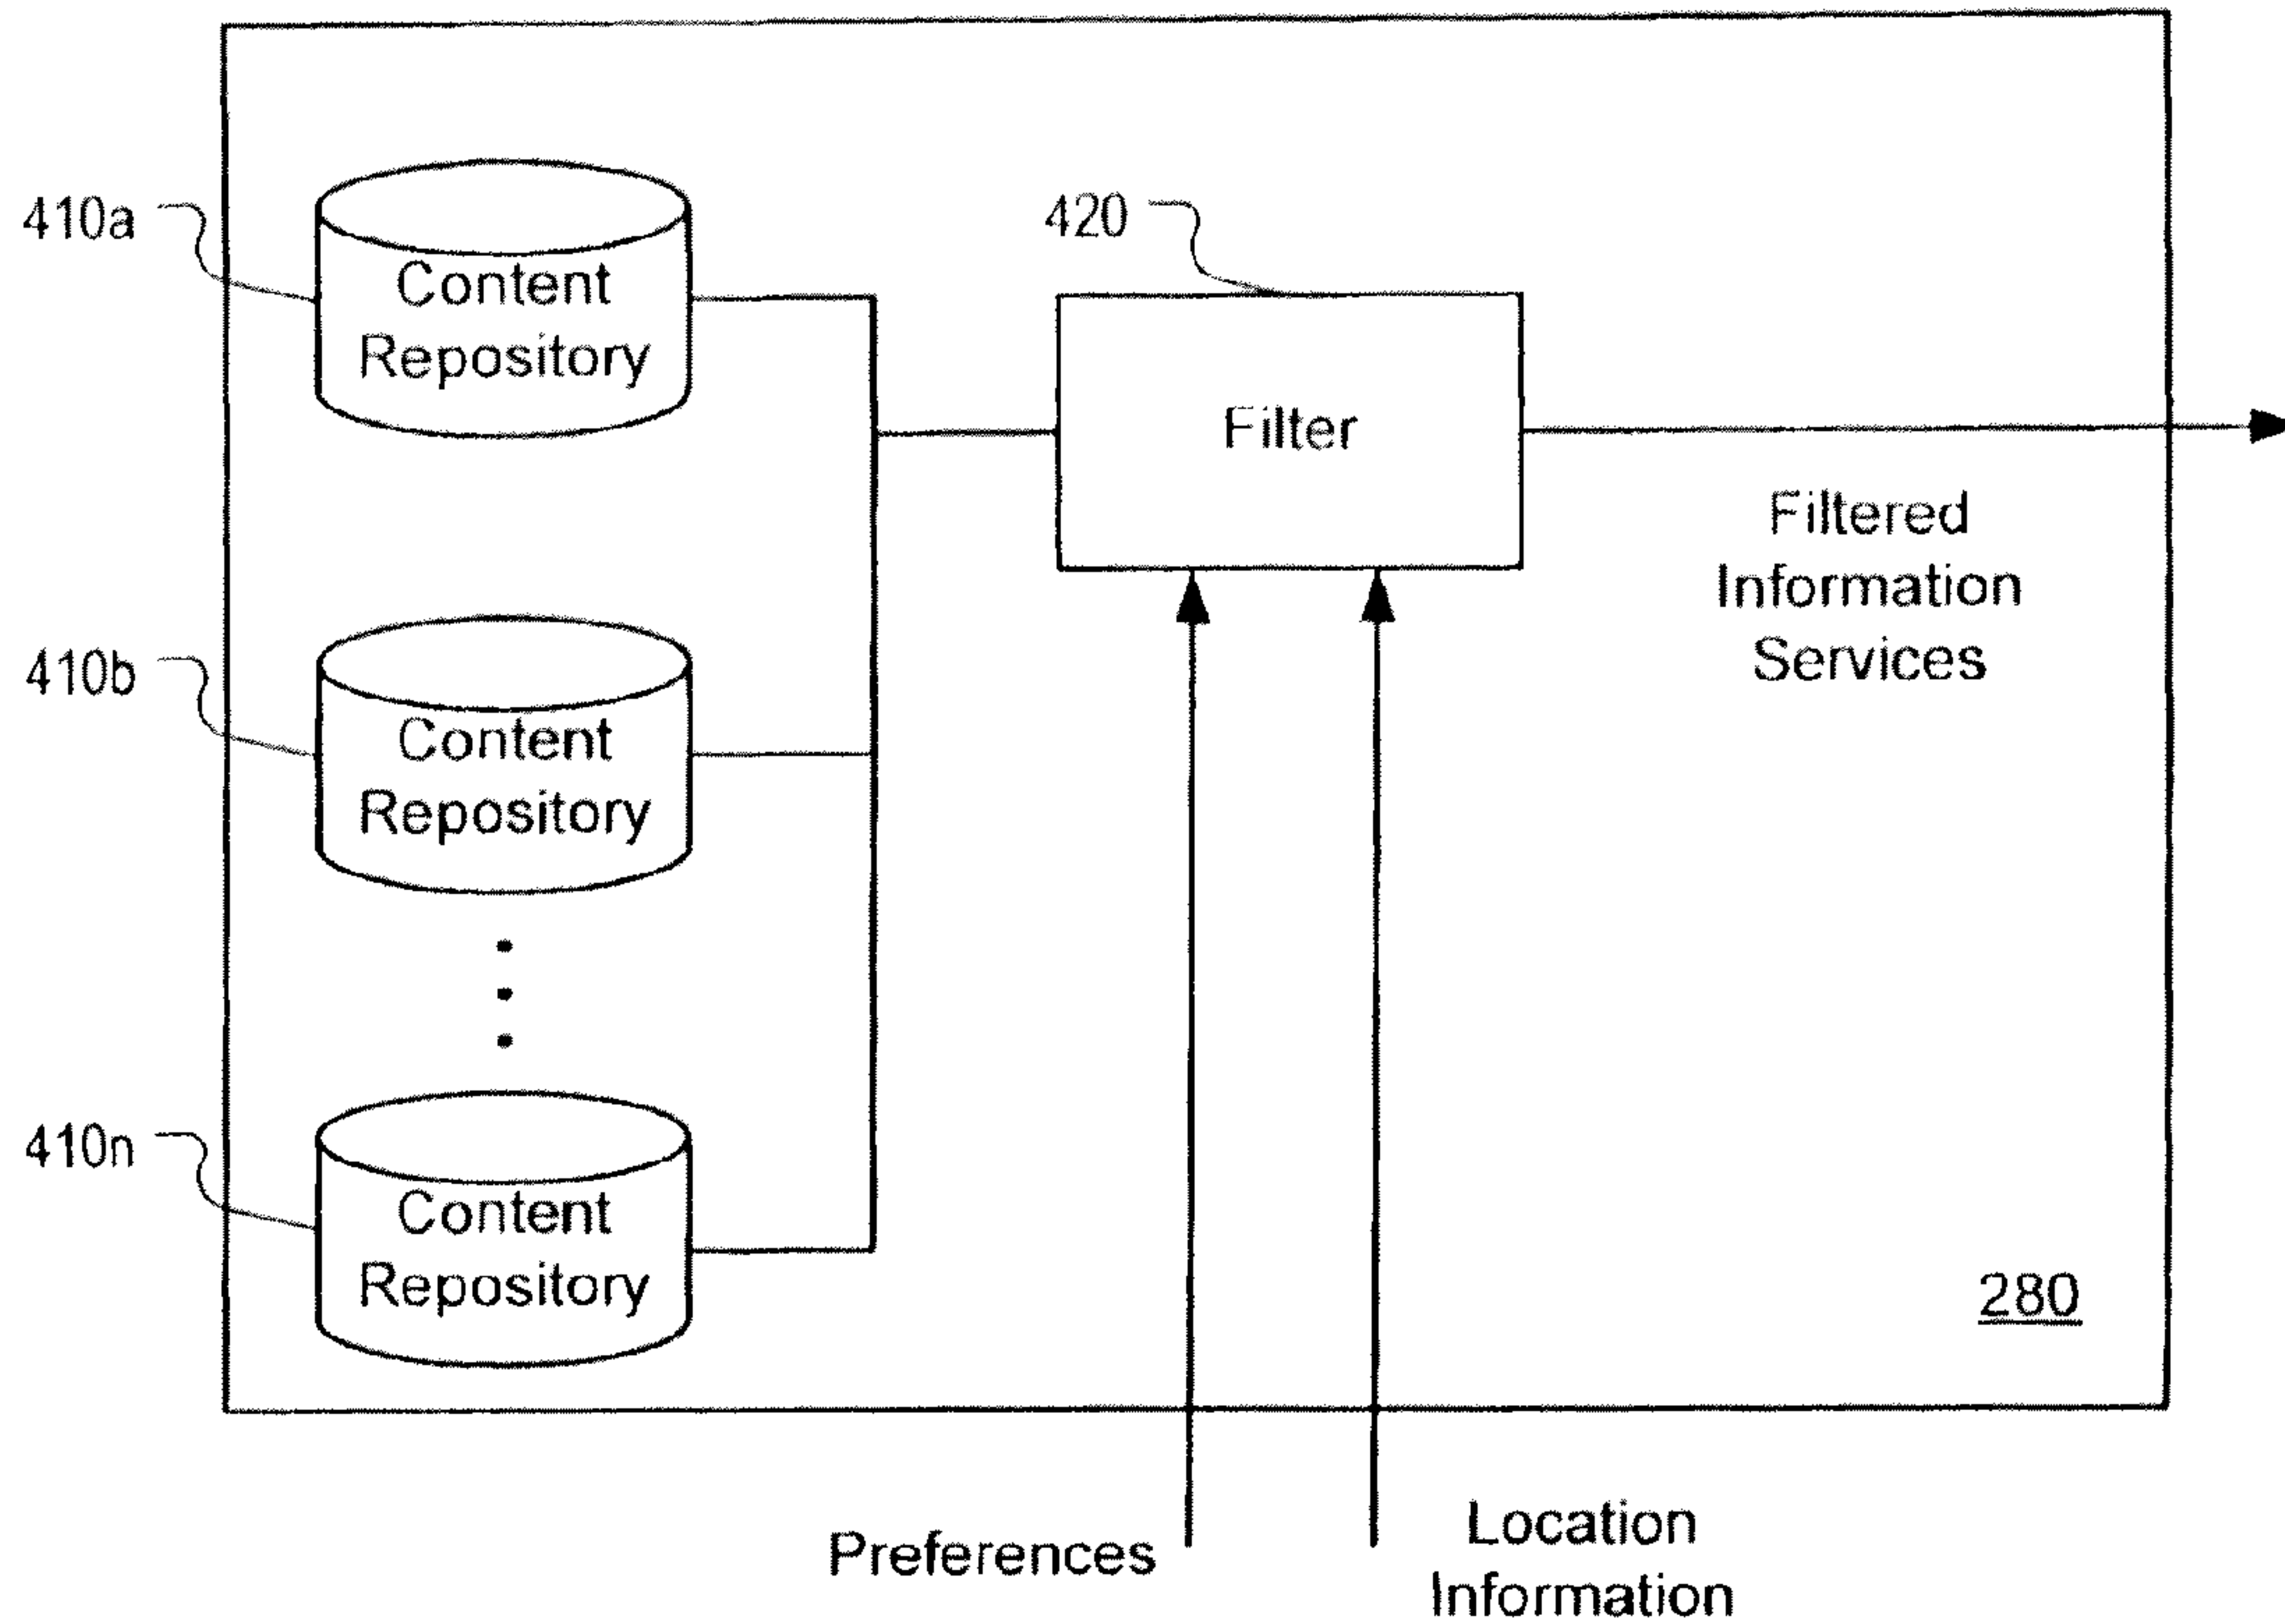 410a
Content
Repository
420
Filter
Filtered
Information
Services
410b
Content
Repository
410n
Content
Repository
280
Preferences
Location
Information